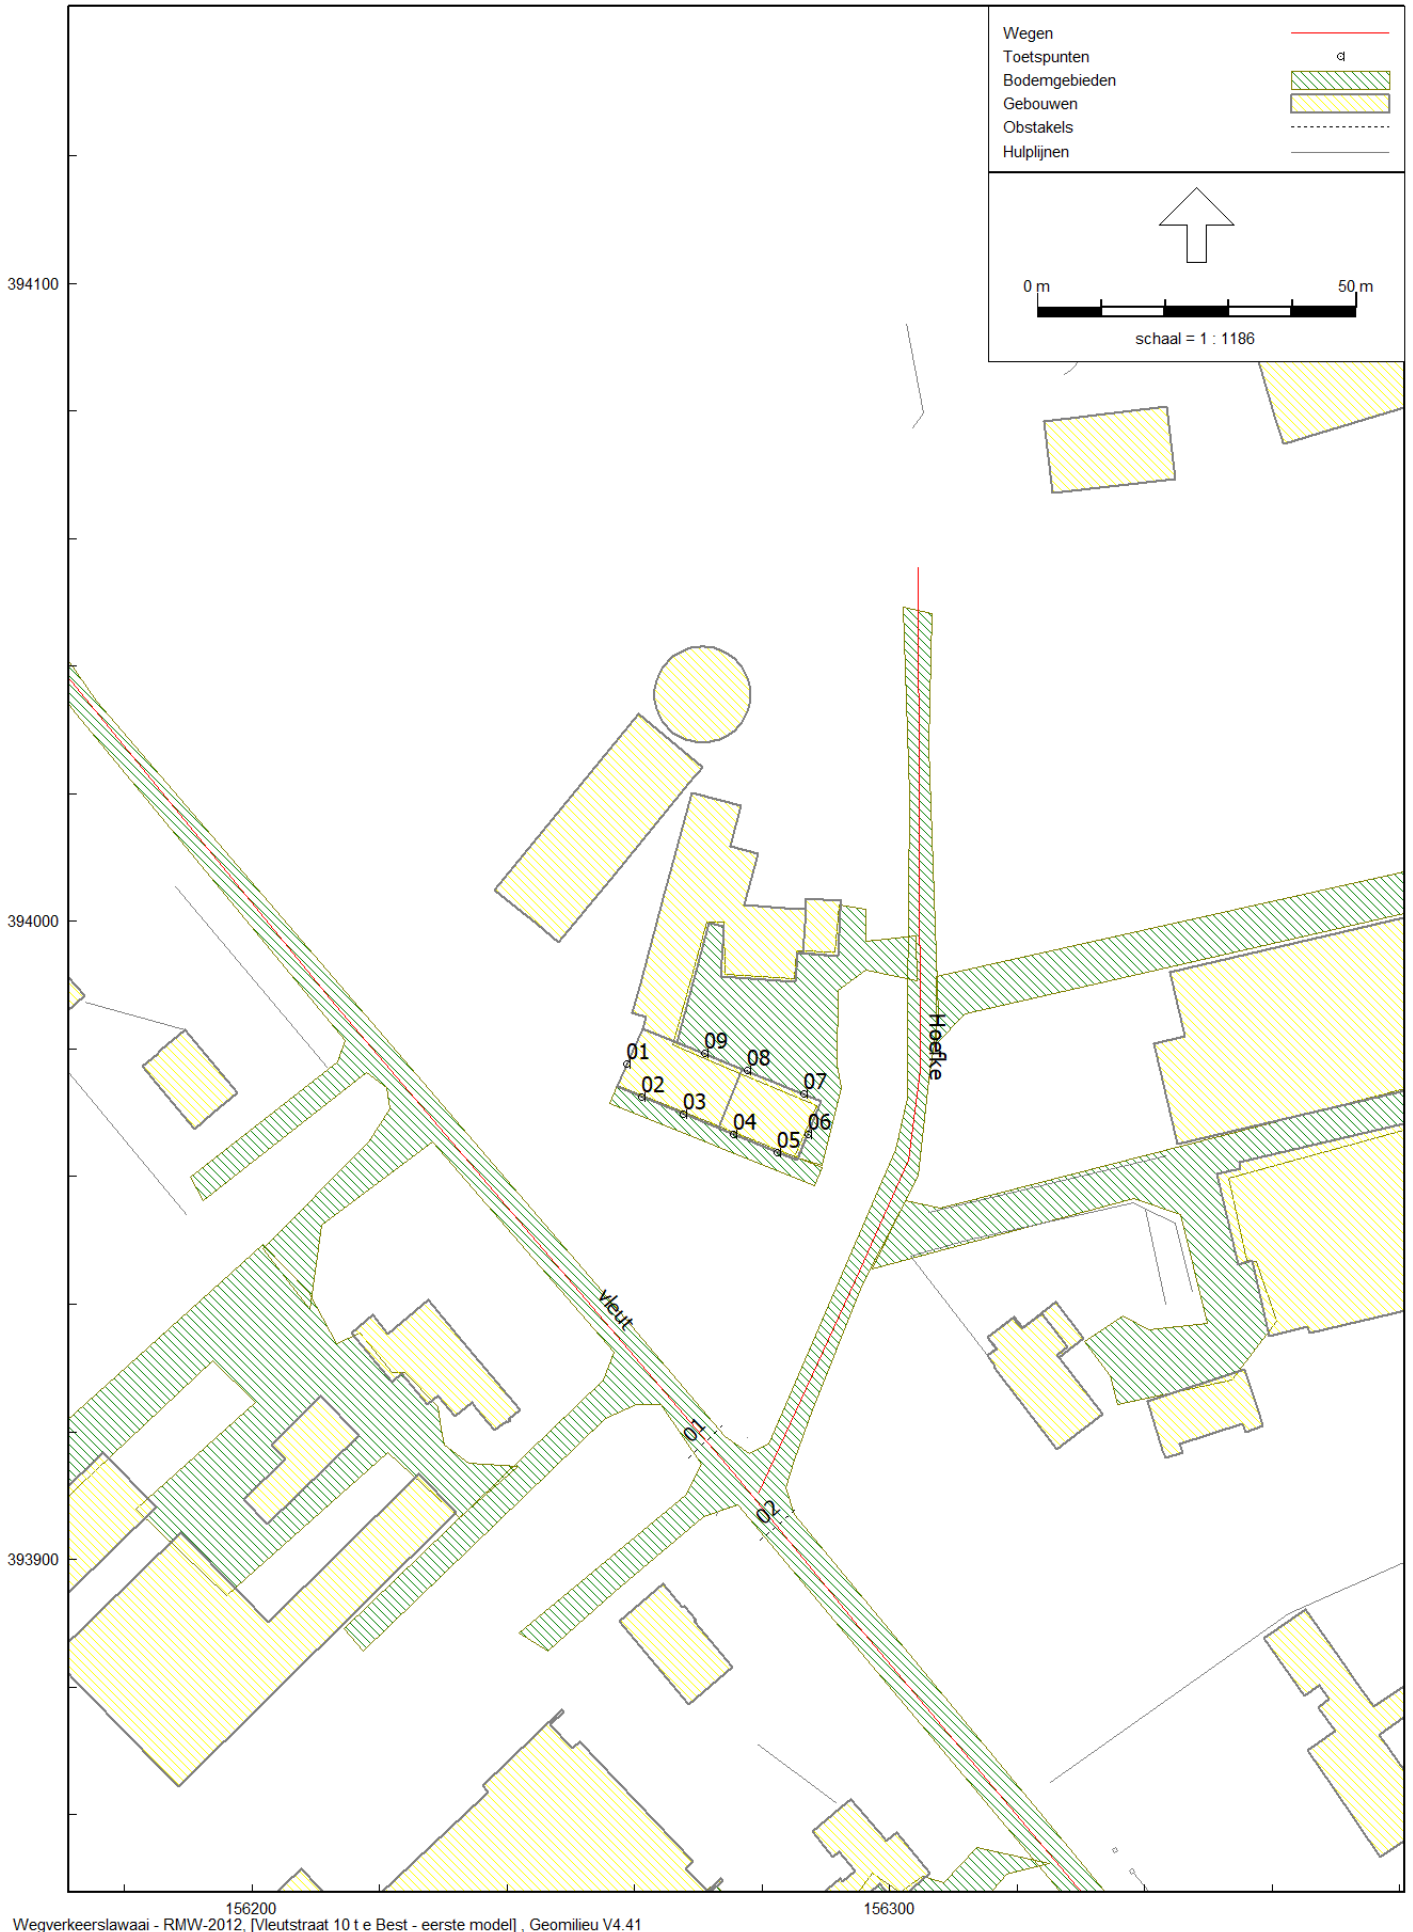 Wegen
Toetspunten
Bodemgebieden
Gebouwen
Obstakels
Hulplijnen
0 m 50 m
schaal = 1 : 1186
394100
394000
Hoefke
01
09
08
02
07
03
04
06
05
vleut
01
02
393900
156200 156300
Wegverkeerslawaai - RMW-2012, [Vleutstraat 10 t e Best - eerste model] , Geomilieu V4.41